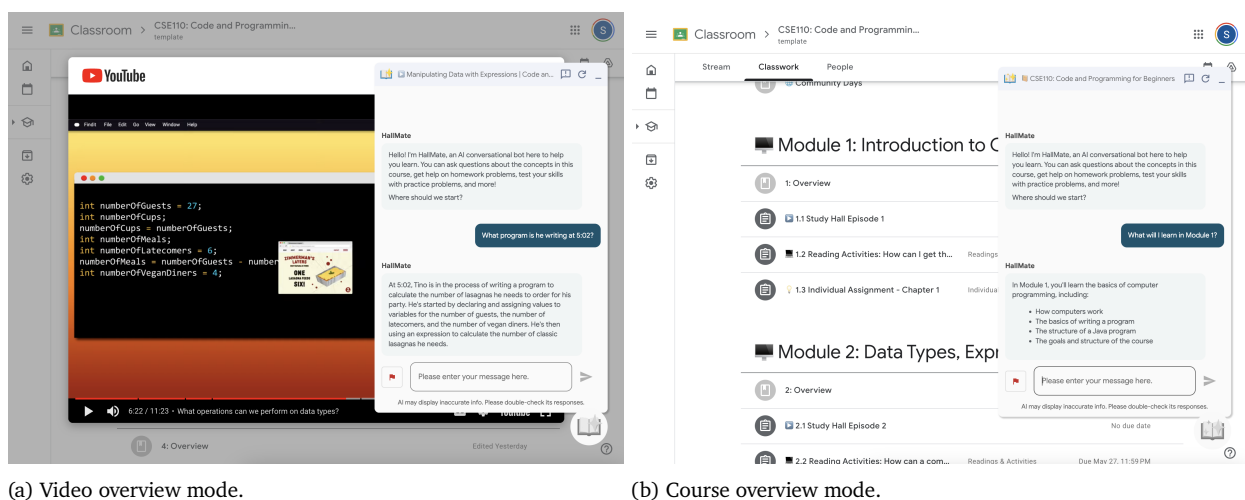 Classroom > CSE110: Code and Programmin...
template
S
YouTube
Manipulating Data with Expressions | Code an...
Findit File Edit Go View Window Help
int numberOfGuests = 27;
int numberOfCups;
numberOfCups = numberOfGuests;
int numberOfMeals;
int numberOfLatecomers = 6;
numberOfMeals = numberOfGuests - number
int numberOfVeganDiners = 4;
ZIMMERMAN'S
LAYERS
ONE
LASAGNA FEEDS
SIX!
HallMate
Hello! I'm HallMate, an AI conversational bot here to help
you learn. You can ask questions about the concepts in this
course, get help on homework problems, test your skills
with practice problems, and more!
Where should we start?
What program is he writing at 5:02?
HallMate
At 5:02, Tino is in the process of writing a program to
calculate the number of lasagnas he needs to order for his
party. He's started by declaring and assigning values to
variables for the number of guests, the number of
latecomers, and the number of vegan diners. He's then
using an expression to calculate the number of classic
lasagnas he needs.
Please enter your message here.
AI may display inaccurate info. Please double-check its responses.
6:22 / 11:23 • What operations can we perform on data types?
YouTube
4: Overview
Edited Yesterday
(a) Video overview mode.
Classroom > CSE110: Code and Programmin...
template
S
Stream Classwork People
Community Days
Module 1: Introduction to C
1: Overview
1.1 Study Hall Episode 1
1.2 Reading Activities: How can I get th... Readings
1.3 Individual Assignment - Chapter 1 Individua
Module 2: Data Types, Expr
2: Overview
2.1 Study Hall Episode 2 No due date
2.2 Reading Activities: How can a com... Readings & Activities Due May 27, 11:59 PM
CSE110: Code and Programming for Beginners
HallMate
Hello! I'm HallMate, an AI conversational bot here to help
you learn. You can ask questions about the concepts in this
course, get help on homework problems, test your skills
with practice problems, and more!
Where should we start?
What will I learn in Module 1?
HallMate
In Module 1, you'll learn the basics of computer
programming, including:
• How computers work
• The basics of writing a program
• The structure of a Java program
• The goals and structure of the course
Please enter your message here.
AI may display inaccurate info. Please double-check its responses.
(b) Course overview mode.